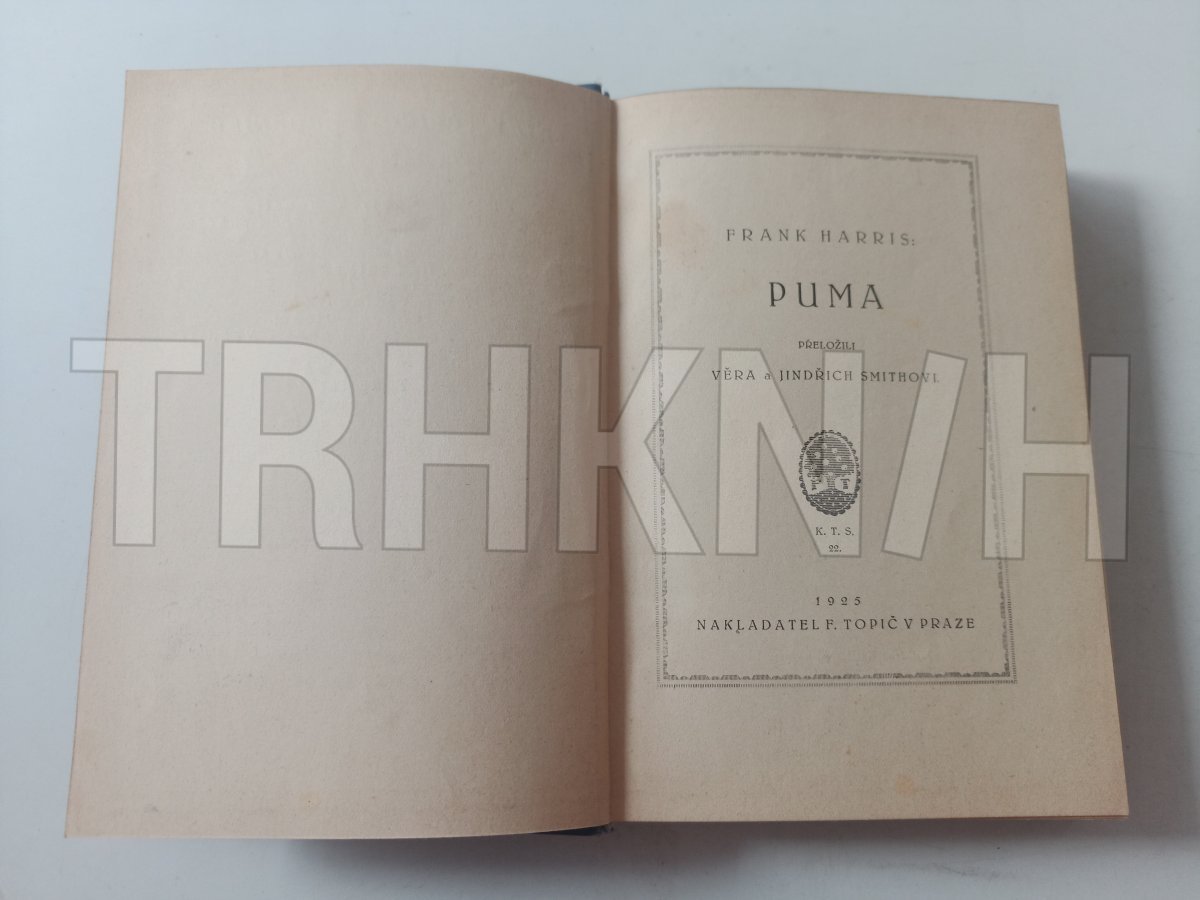 FRANK HARRIS:
PUMA
PŘELOŽILI
VĚRA a JINDŘICH SMITHOVI.
TRHKNIH
F T
K. T. S.
22.
1925
NAKLADATEL F. TOPIČ V PRAZE